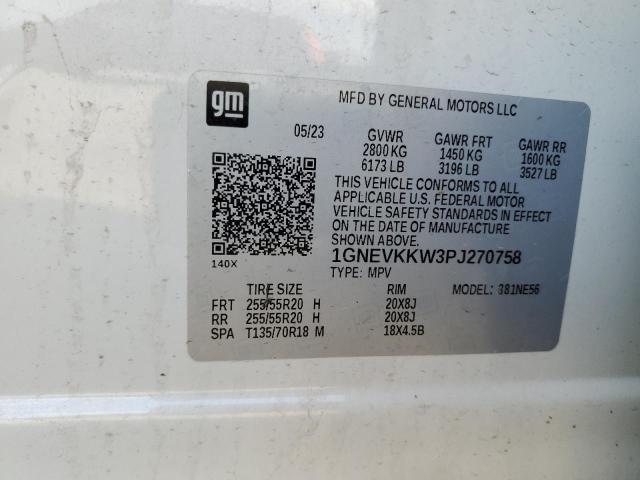 gm
MFD BY GENERAL MOTORS LLC
05/23 GVWR GAWR FRT GAWR RR
2800 KG 1450 KG 1600 KG
6173 LB 3196 LB 3527 LB
THIS VEHICLE CONFORMS TO ALL
APPLICABLE U.S. FEDERAL MOTOR
VEHICLE SAFETY STANDARDS IN EFFECT
ON THE DATE OF MANUFACTURE
SHOWN ABOVE.
140X
1GNEVKKW3PJ270758
TYPE: MPV
TIRE SIZE RIM MODEL: 381NE56
FRT 255/55R20 H 20X8J
RR 255/55R20 H 20X8J
SPA T135/70R18 M 18X4.5B